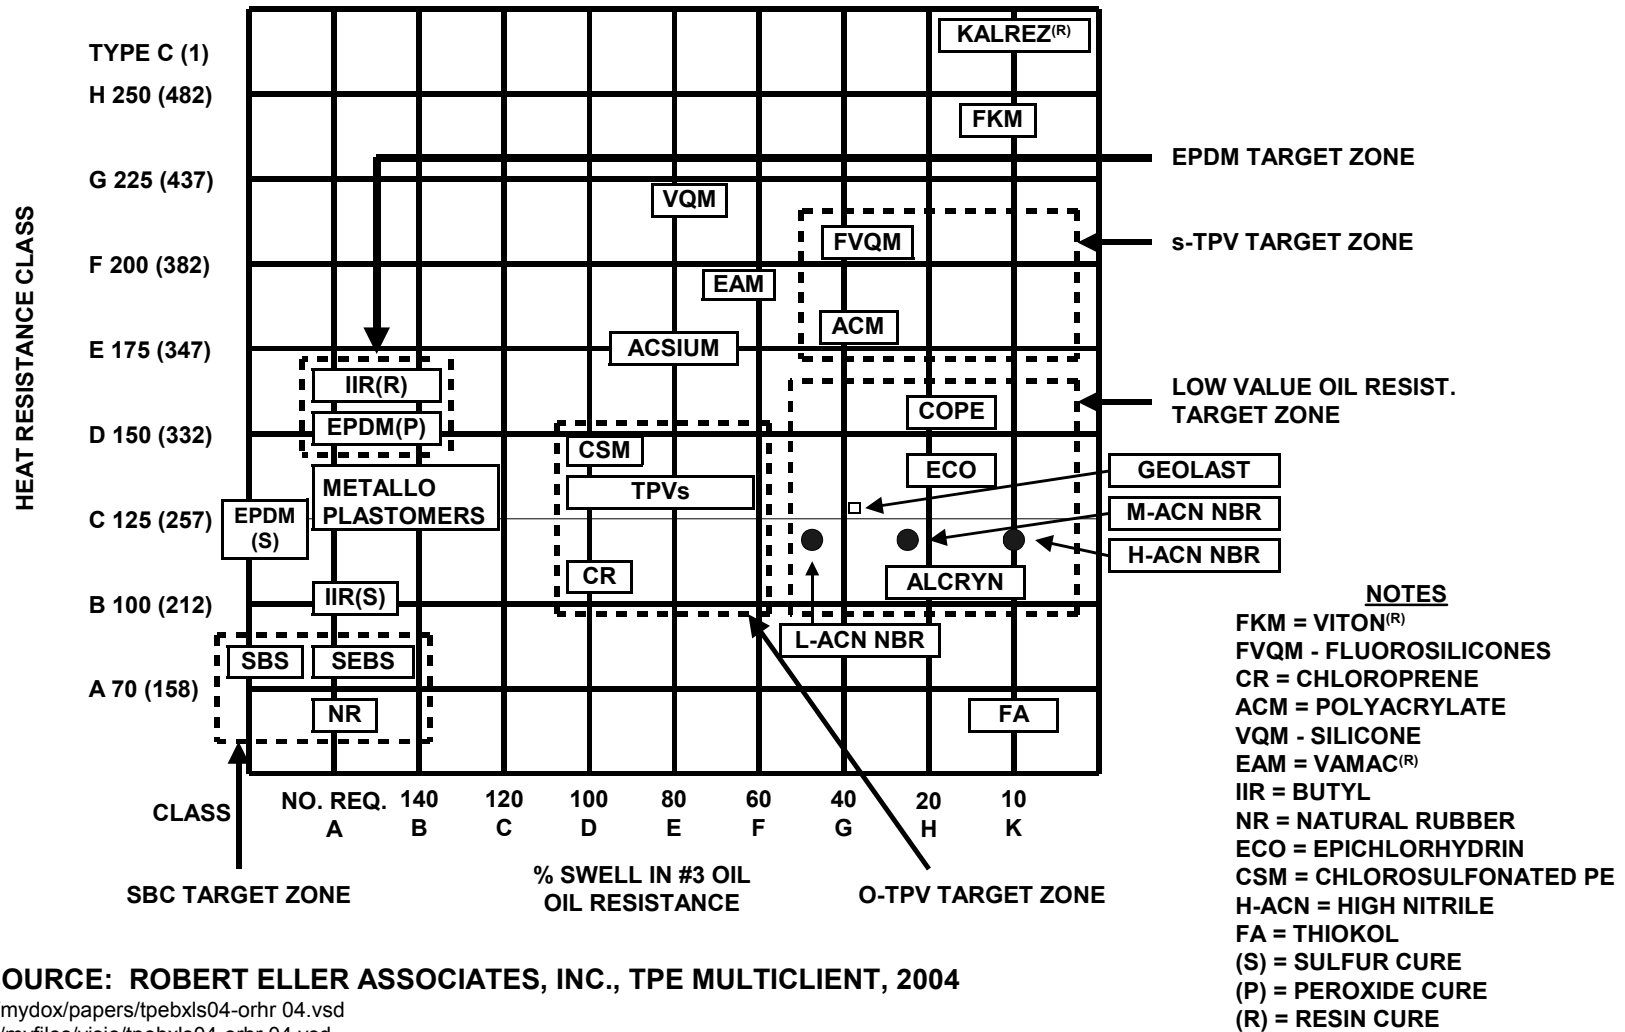 KALREZ(R)
TYPE C (1)
H 250 (482)
FKM
EPDM TARGET ZONE
G 225 (437)
VQM
HEAT RESISTANCE CLASS
FVQM
s-TPV TARGET ZONE
F 200 (382)
EAM
ACM
E 175 (347)
ACSIUM
IIR(R)
LOW VALUE OIL RESIST.
TARGET ZONE
COPE
EPDM(P)
D 150 (332)
CSM
ECO
GEOLAST
METALLO
PLASTOMERS
TPVs
M-ACN NBR
C 125 (257)
EPDM
(S)
H-ACN NBR
CR
ALCRYN
IIR(S)
B 100 (212)
L-ACN NBR
SBS
SEBS
A 70 (158)
NR
FA
CLASS
NO. REQ. 140 120 100 80 60 40 20 10
A B C D E F G H K
SBC TARGET ZONE
% SWELL IN #3 OIL
OIL RESISTANCE
O-TPV TARGET ZONE
NOTES
FKM = VITON(R)
FVQM - FLUOROSILICONES
CR = CHLOROPRENE
ACM = POLYACRYLATE
VQM - SILICONE
EAM = VAMAC(R)
IIR = BUTYL
NR = NATURAL RUBBER
ECO = EPICHLORHYDRIN
CSM = CHLOROSULFONATED PE
H-ACN = HIGH NITRILE
FA = THIOKOL
(S) = SULFUR CURE
(P) = PEROXIDE CURE
(R) = RESIN CURE
OURCE: ROBERT ELLER ASSOCIATES, INC., TPE MULTICLIENT, 2004
/mydox/papers/tpebxls04-orhr 04.vsd